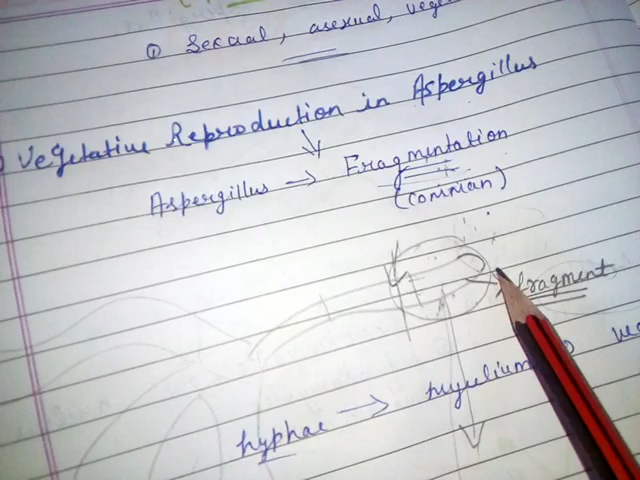 ① Sexual, asexual, vege
Vegetative Reproduction in Aspergillus
Aspergillus → Fragmentation
(Common)
fragment
hyphae → mycelium